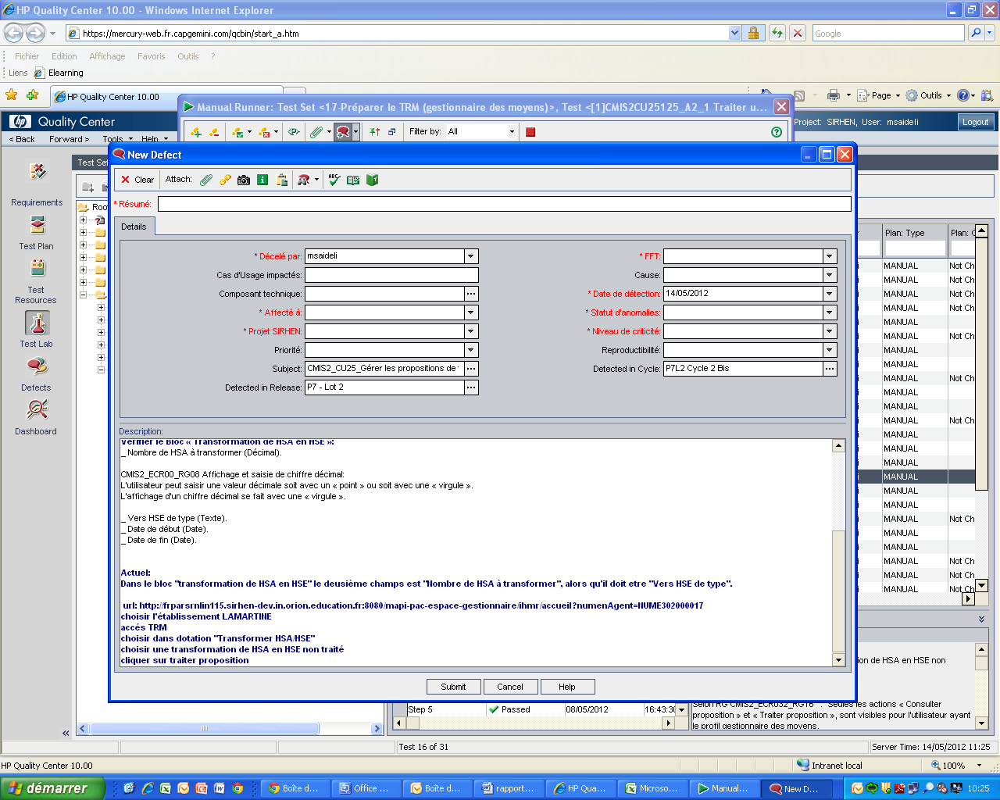 HP Quality Center 10.00 - Windows Internet Explorer
https://mercury-web.fr.capgemini.com/qcbin/start_a.htm
Google
Fichier Edition Affichage Favoris Outils ?
Liens Elearning
HP Quality Center 10.00
Page Outils
Manual Runner: Test Set <17-Préparer le TRM (gestionnaire des moyens)>, Test <[1]CMIS2CU25125_A2_1 Traiter u...
hp Quality Center
Project: SIRHEN, User: msaideli
Logout
< Back Forward > Tools Help
Filter by: All
New Defect
Test Set
Clear Attach:
* Résumé:
Requirements
Test Plan
Test Resources
Test Lab
Defects
Dashboard
Roo
Details
Plan: Type
* Décelé par: msaideli
* FFT:
Cas d'Usage impactés:
Cause:
Composant technique:
* Date de détection: 14/05/2012
* Affecté à:
* Statut d'anomalies:
* Projet SIRHEN:
* Niveau de criticité:
Priorité:
Reproductibilité:
Subject: CMIS2_CU25_Gérer les propositions de
Detected in Cycle: P7L2 Cycle 2 Bis
Detected in Release: P7 - Lot 2
MANUAL Not Ch
MANUAL Not Ch
MANUAL Not Ch
MANUAL Not Ch
MANUAL
MANUAL Not Ch
MANUAL
MANUAL
MANUAL Not Ch
MANUAL
MANUAL
MANUAL Not Ch
MANUAL
MANUAL
MANUAL
MANUAL
MANUAL
MANUAL
MANUAL Not Ch
MANUAL
MANUAL
MANUAL Not Ch
MANUAL Not Ch
MANUAL Not Ch
Description:
Vérifier le Bloc « Transformation de HSA en HSE »:
_ Nombre de HSA à transformer (Décimal).
CMIS2_ECR00_RG08 Affichage et saisie de chiffre décimal:
L'utilisateur peut saisir une valeur décimale soit avec un « point » ou soit avec une « virgule ».
L'affichage d'un chiffre décimal se fait avec une « virgule ».
_ Vers HSE de type (Texte).
_ Date de début (Date).
_ Date de fin (Date).
Actuel:
Dans le bloc "transformation de HSA en HSE" le deusième champs est "Nombre de HSA à transformer", alors qu'il doit etre "Vers HSE de type".
url: http://frparsrnlin115.sirhen-dev.in.orion.education.fr:8080/mapi-pac-espace-gestionnaire/ihmr/accueil?numenAgent=NUME302000017
choisir l'établissement LAMARTINE
accés TRM
choisir dans dotation "Transformer HSA/HSE"
choisir une transformation de HSA en HSE non traité
cliquer sur traiter proposition
ion de HSA en HSE non
Submit Cancel Help
Step 5 Passed 08/05/2012 16:43:30
Selon RG CMIS2_ECR032_RG16 : Seules les actions « Consulter
proposition » et « Traiter proposition », sont visibles pour l'utilisateur ayant
le profil gestionnaire des moyens.
Test 16 of 31
Server Time: 14/05/2012 11:25
HP Quality Center 10.00
Intranet local
100%
démarrer
Boîte d...
Office ...
Boîte d...
rapport...
HP Qua...
Microso...
Manual...
New D...
10:25